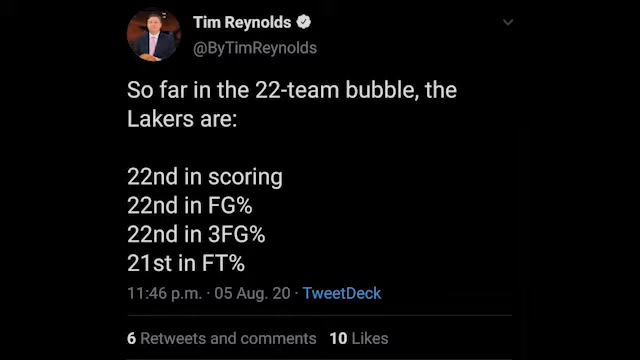 Tim Reynolds
@ByTimReynolds
So far in the 22-team bubble, the
Lakers are:
22nd in scoring
22nd in FG%
22nd in 3FG%
21st in FT%
11:46 p.m. · 05 Aug. 20 · TweetDeck
6 Retweets and comments 10 Likes